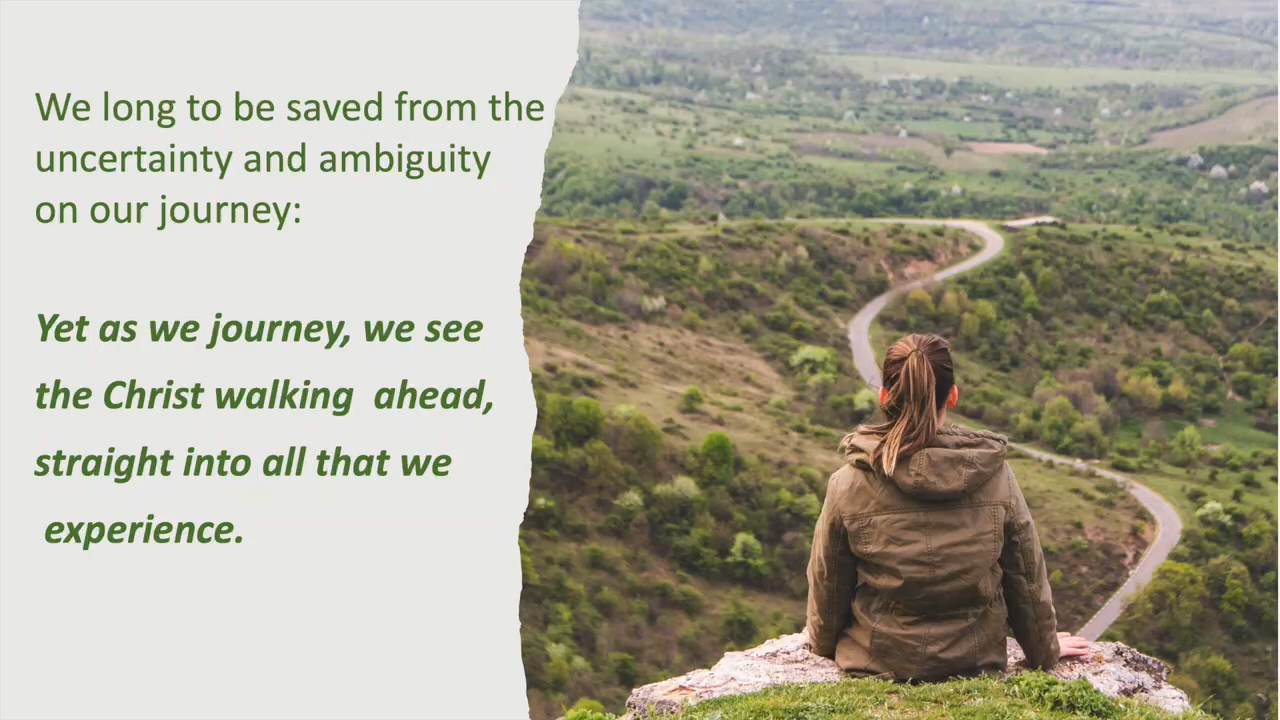 We long to be saved from the
uncertainty and ambiguity
on our journey:
Yet as we journey, we see
the Christ walking  ahead,
straight into all that we
experience.